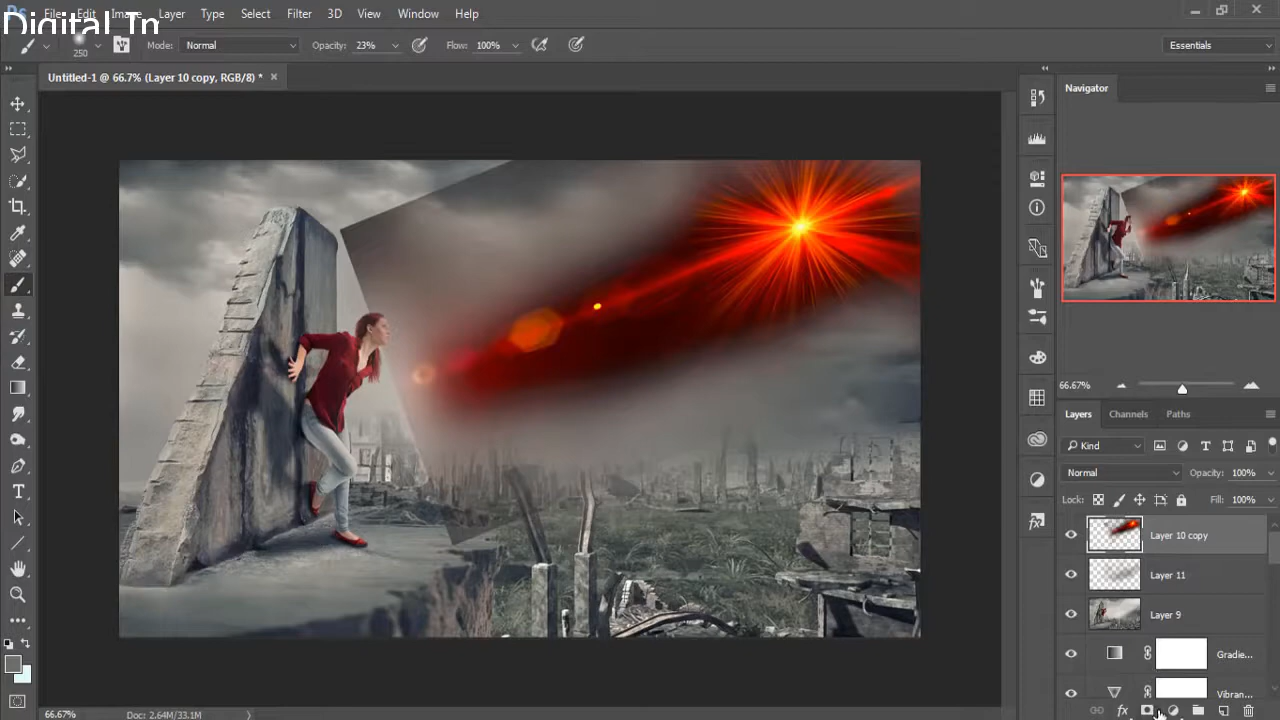 File Edit Image Layer Type Select Filter 3D View Window Help
Digital
250 Mode: Normal Opacity: 23% Flow: 100% Essentials
Untitled-1 @ 66.7% (Layer 10 copy, RGB/8) *
Navigator
66.67%
Layers Channels Paths
Kind
Normal Opacity: 100%
Lock: Fill: 100%
Layer 10 copy
Layer 11
Layer 9
Gradie...
Vibran...
fx
66.67% Doc: 2.64M/33.1M